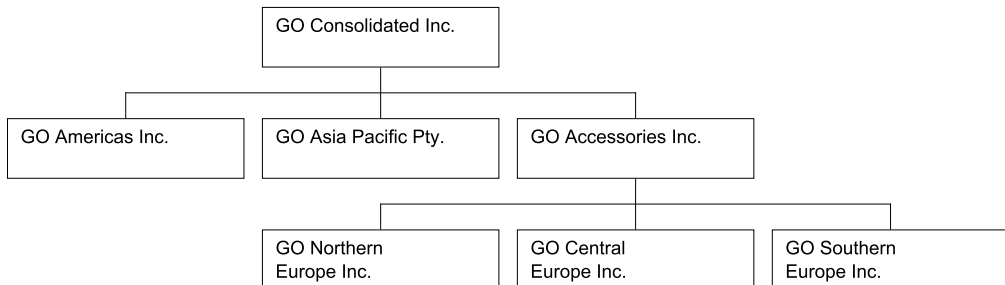 GO Consolidated Inc.
GO Americas Inc.
GO Asia Pacific Pty.
GO Accessories Inc.
GO Northern
Europe Inc.
GO Central
Europe Inc.
GO Southern
Europe Inc.